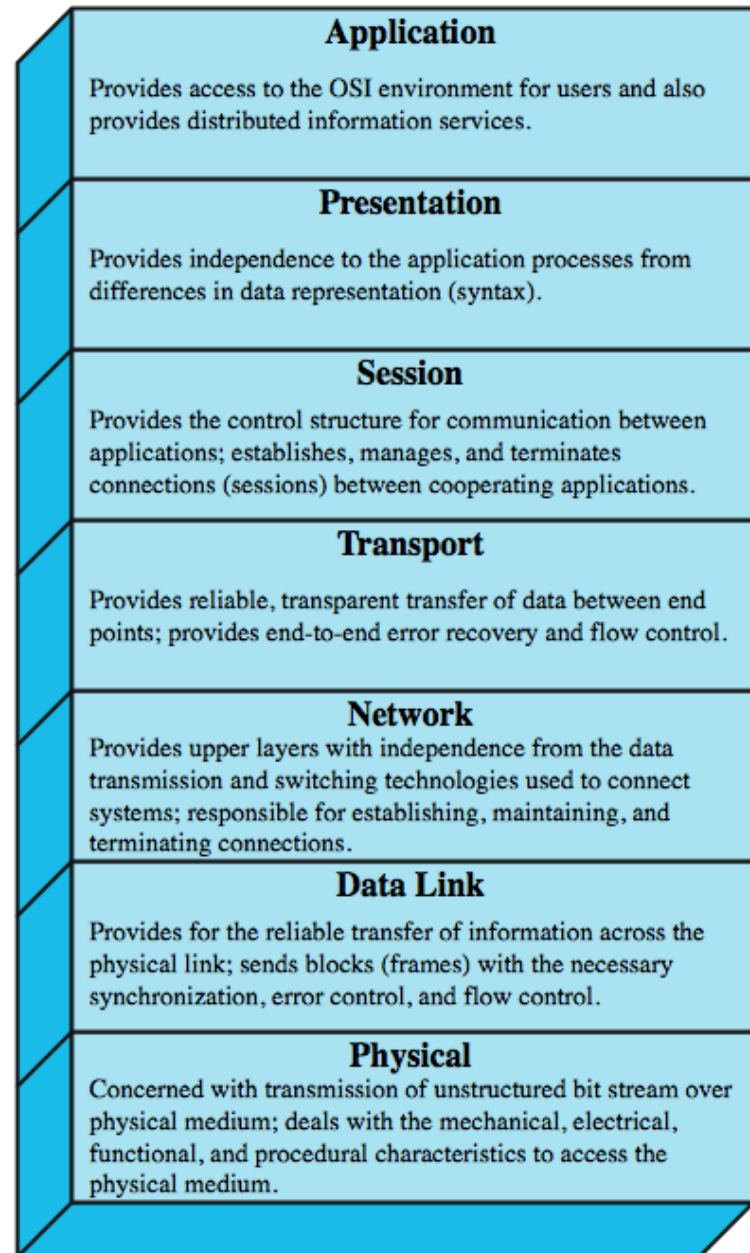 Application
Provides access to the OSI environment for users and also
provides distributed information services.
Presentation
Provides independence to the application processes from
differences in data representation (syntax).
Session
Provides the control structure for communication between
applications; establishes, manages, and terminates
connections (sessions) between cooperating applications.
Transport
Provides reliable, transparent transfer of data between end
points; provides end-to-end error recovery and flow control.
Network
Provides upper layers with independence from the data
transmission and switching technologies used to connect
systems; responsible for establishing, maintaining, and
terminating connections.
Data Link
Provides for the reliable transfer of information across the
physical link; sends blocks (frames) with the necessary
synchronization, error control, and flow control.
Physical
Concerned with transmission of unstructured bit stream over
physical medium; deals with the mechanical, electrical,
functional, and procedural characteristics to access the
physical medium.